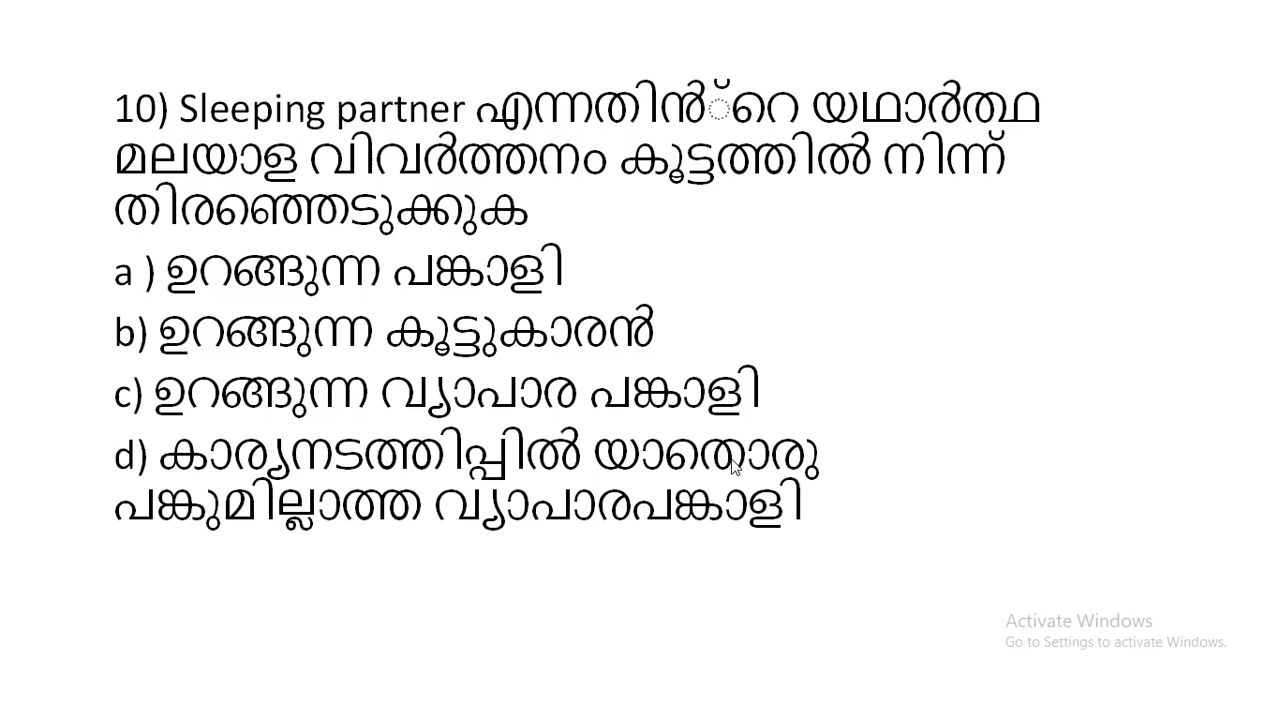 10) Sleeping partner എന്നതിൻ്റെ യഥാർത്ഥ
മലയാള വിവർത്തനം കൂട്ടത്തിൽ നിന്ന്
തിരഞ്ഞെടുക്കുക
a ) ഉറങ്ങുന്ന പങ്കാളി
b) ഉറങ്ങുന്ന കൂട്ടുകാരൻ
c) ഉറങ്ങുന്ന വ്യാപാര പങ്കാളി
d) കാര്യനടത്തിപ്പിൽ യാതൊരു
പങ്കുമില്ലാത്ത വ്യാപാരപങ്കാളി
Activate Windows
Go to Settings to activate Windows.